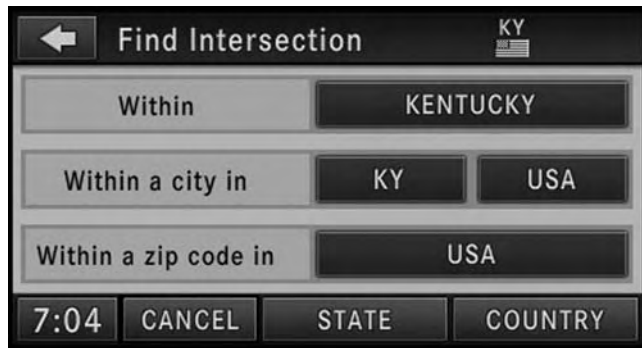 Find Intersection KY
Within KENTUCKY
Within a city in KY USA
Within a zip code in USA
7:04 CANCEL STATE COUNTRY